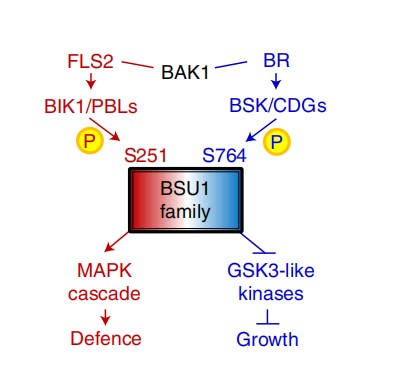 FLS2
BAK1
BR
BIK1/PBLs
BSK/CDGs
P
P
S251
S764
BSU1
family
MAPK
cascade
GSK3-like
kinases
Defence
Growth